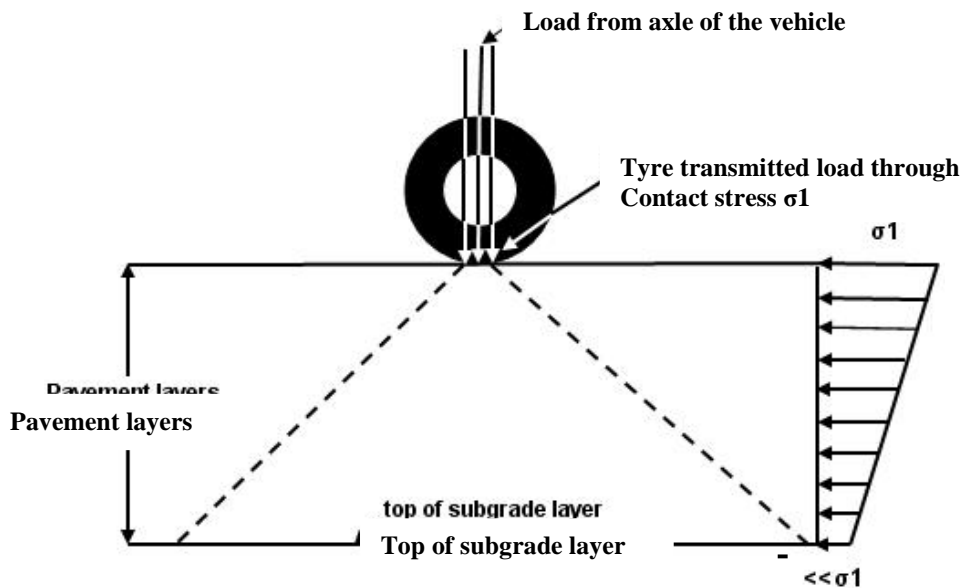 Load from axle of the vehicle
Tyre transmitted load through
Contact stress σ1
σ1
Pavement layers
Pavement layers
top of subgrade layer
Top of subgrade layer
<<σ1